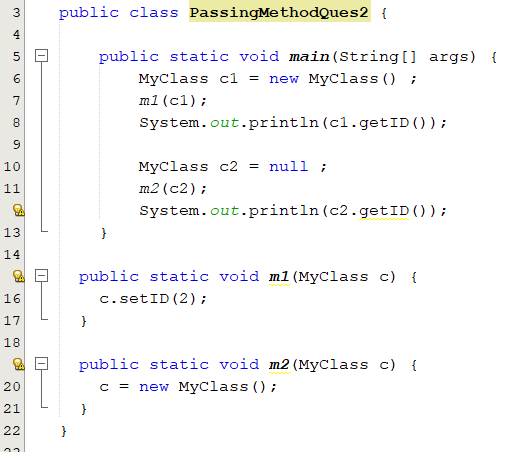 3 public class PassingMethodQues2 {
4
5 public static void main(String[] args) {
6 MyClass c1 = new MyClass() ;
7 m1(c1);
8 System.out.println(c1.getID());
9
10 MyClass c2 = null ;
11 m2(c2);
System.out.println(c2.getID());
13 }
14
public static void m1(MyClass c) {
16 c.setID(2);
17 }
18
public static void m2(MyClass c) {
20 c = new MyClass();
21 }
22 }